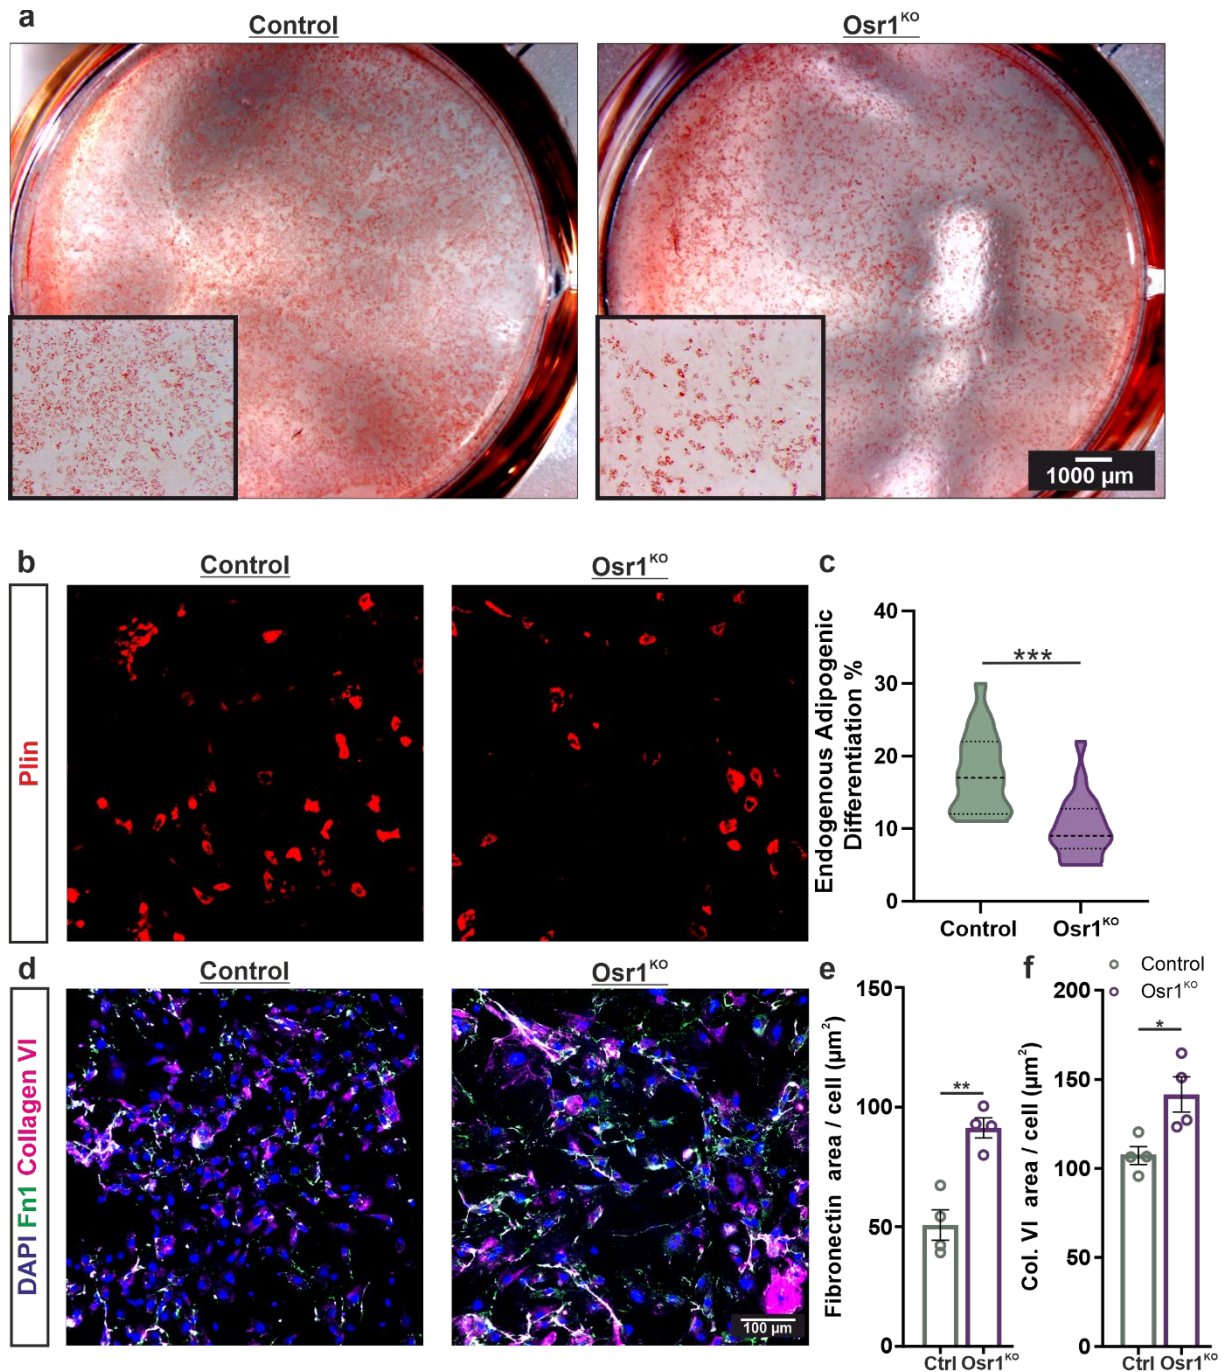 a
Control
Osr1KO
1000 µm
b
Control
Osr1KO
c
Plin
Endogenous Adipogenic
Differentiation %
40
30
20
10
0
***
Control
Osr1KO
d
Control
Osr1KO
e
f
DAPI Fn1 Collagen VI
100 µm
Fibronectin area / cell (µm²)
150
100
50
0
**
Ctrl Osr1KO
Control
Osr1KO
Col. VI area / cell (µm²)
200
150
100
50
0
*
Ctrl Osr1KO